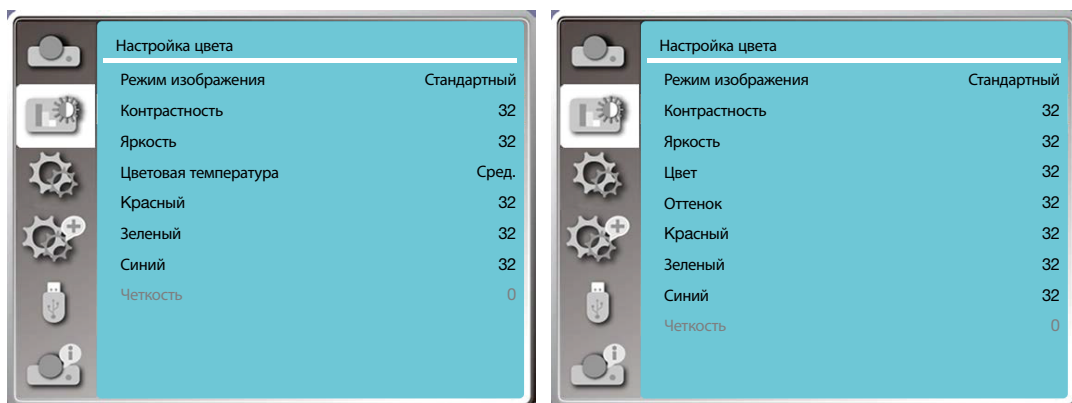 Настройка цвета
Режим изображения Стандартный
Контрастность 32
Яркость 32
Цветовая температура Сред.
Красный 32
Зеленый 32
Синий 32
Четкость 0
Настройка цвета
Режим изображения Стандартный
Контрастность 32
Яркость 32
Цвет 32
Оттенок 32
Красный 32
Зеленый 32
Синий 32
Четкость 0